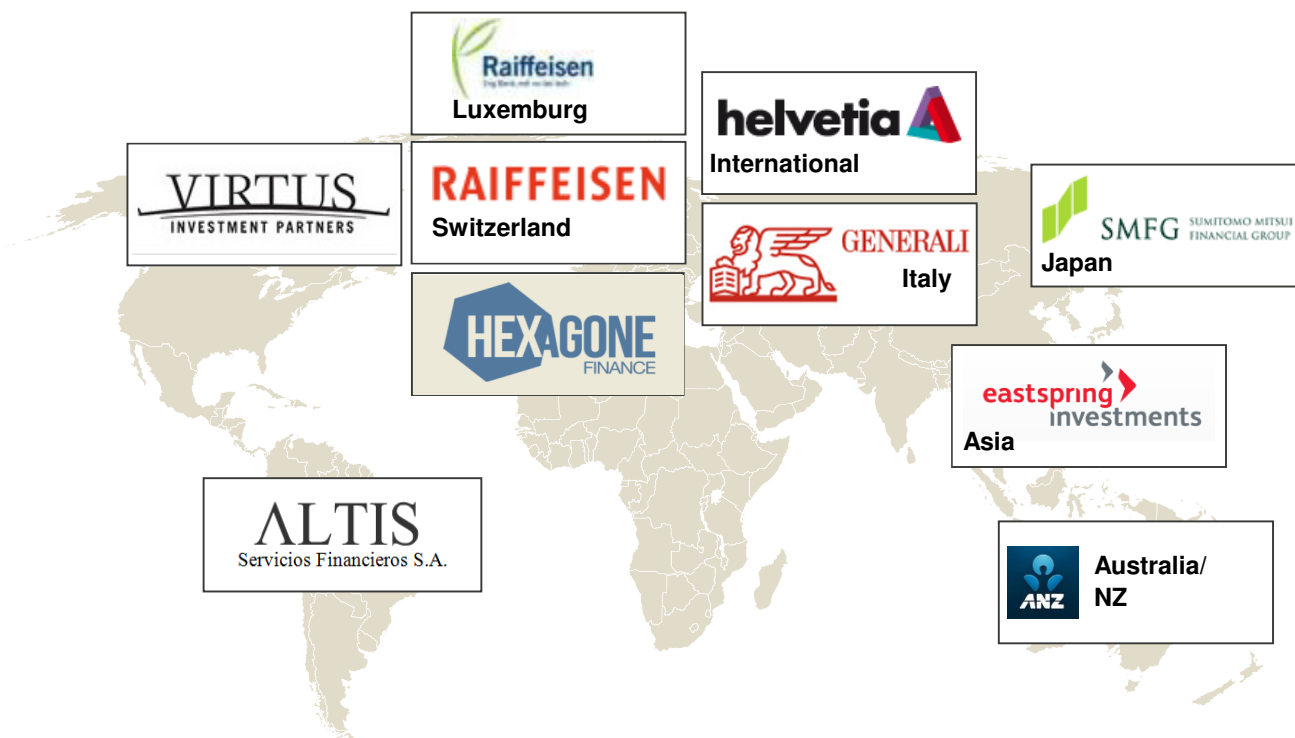 Raiffeisen
Luxemburg
helvetia
International
VIRTUS
INVESTMENT PARTNERS
RAIFFEISEN
Switzerland
SMFG SUMITOMO MITSUI
FINANCIAL GROUP
Japan
GENERALI
Italy
HEXAGONE
FINANCE
eastspring
investments
Asia
ALTIS
Servicios Financieros S.A.
ANZ
Australia/
NZ